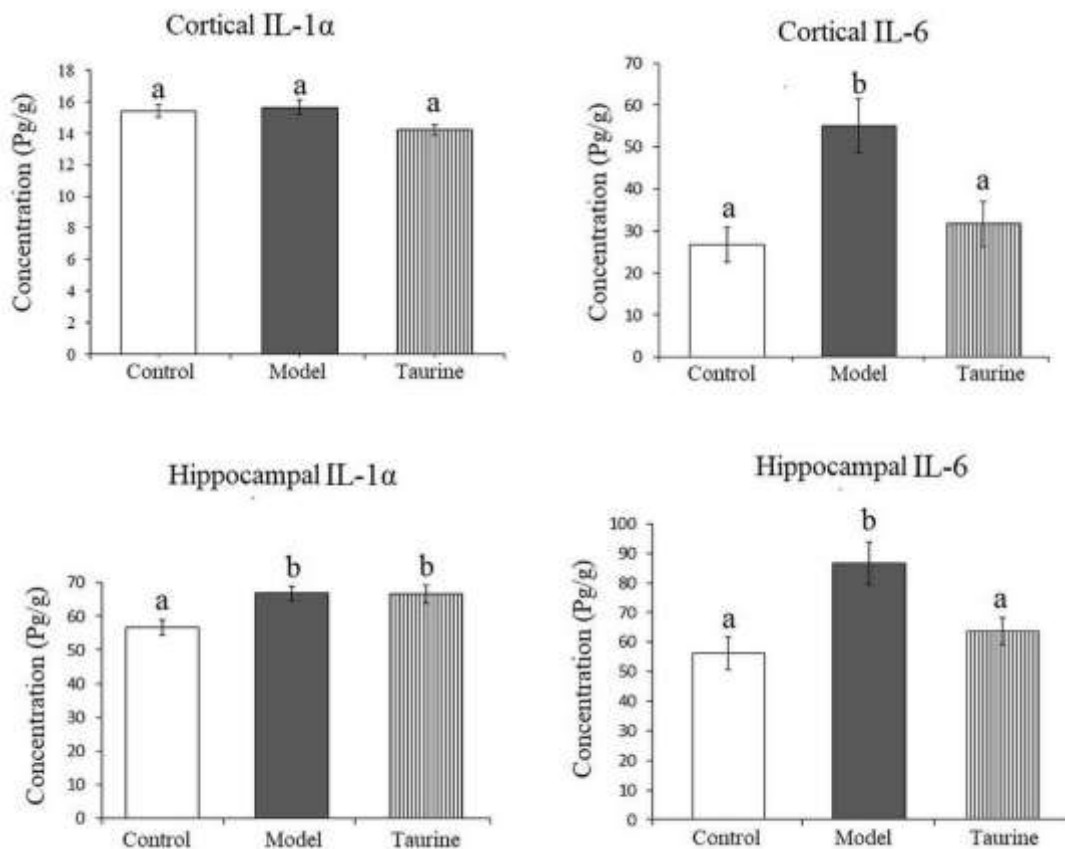 Cortical IL-1α
Concentration (Pg/g)
18
16
14
12
10
8
6
4
2
0
a
a
a
Control
Model
Taurine
Cortical IL-6
Concentration (Pg/g)
70
60
50
40
30
20
10
0
a
b
a
Control
Model
Taurine
Hippocampal IL-1α
Concentration (Pg/g)
70
60
50
40
30
20
10
0
a
b
b
Control
Model
Taurine
Hippocampal IL-6
Concentration (Pg/g)
100
90
80
70
60
50
40
30
20
10
0
a
b
a
Control
Model
Taurine